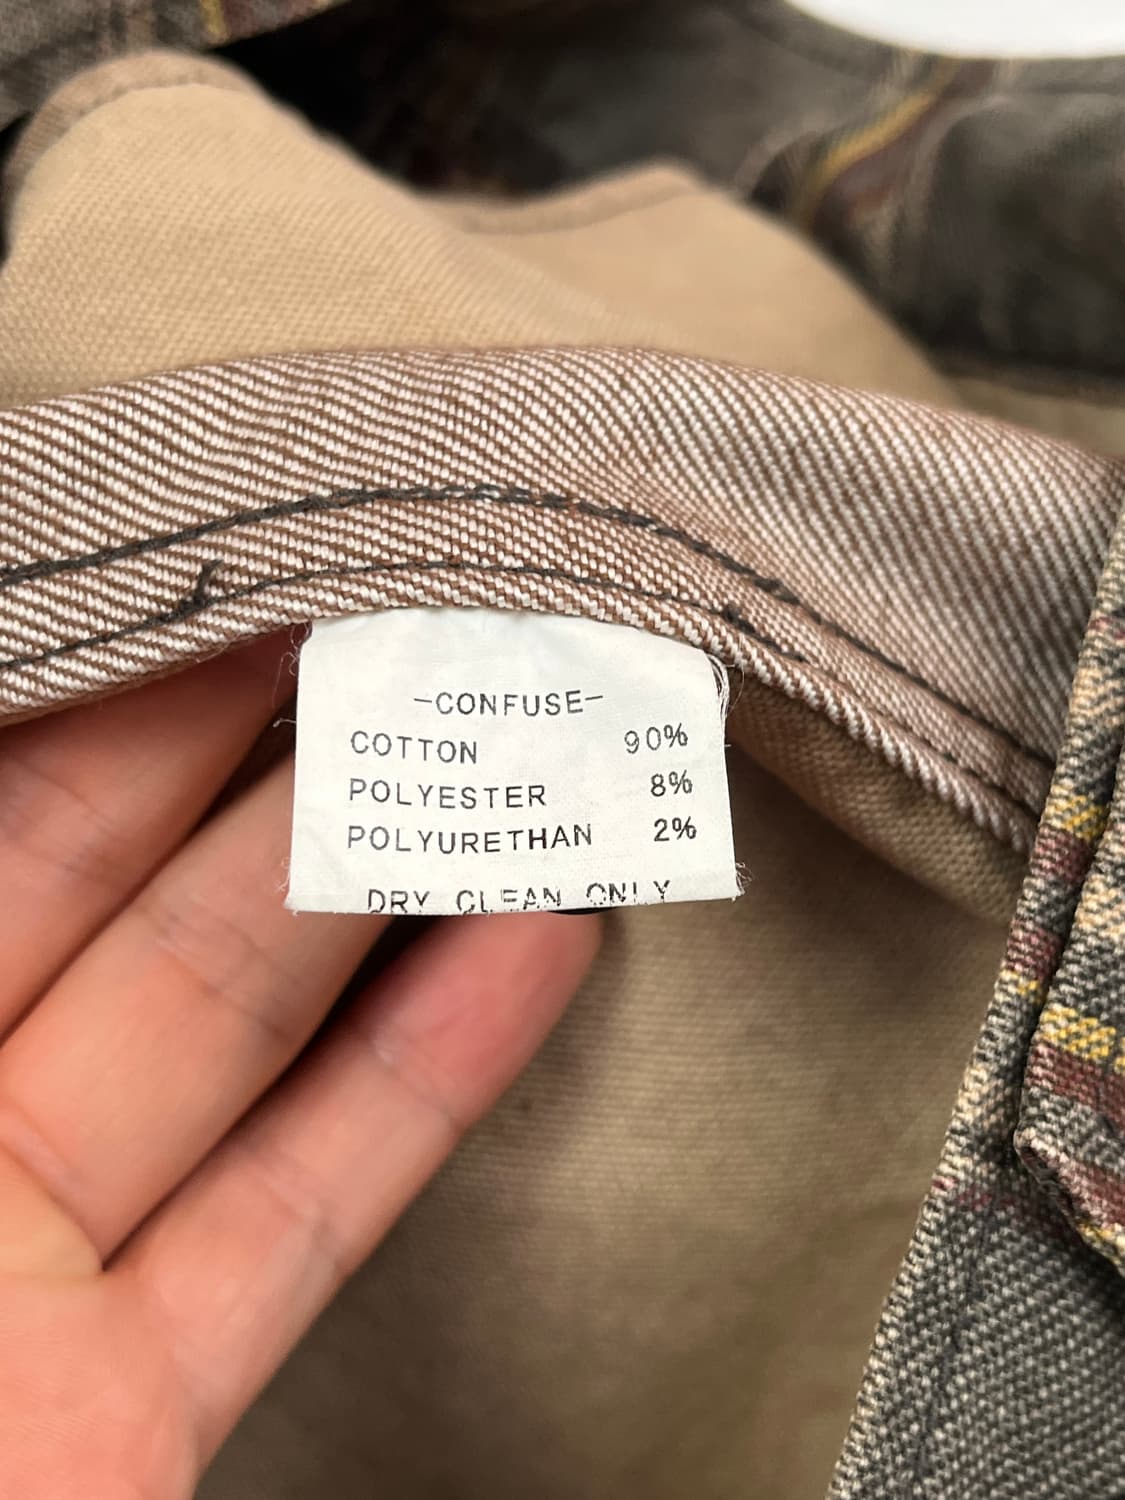 -CONFUSE-
COTTON 90%
POLYESTER 8%
POLYURETHAN 2%
DRY CLEAN ONLY